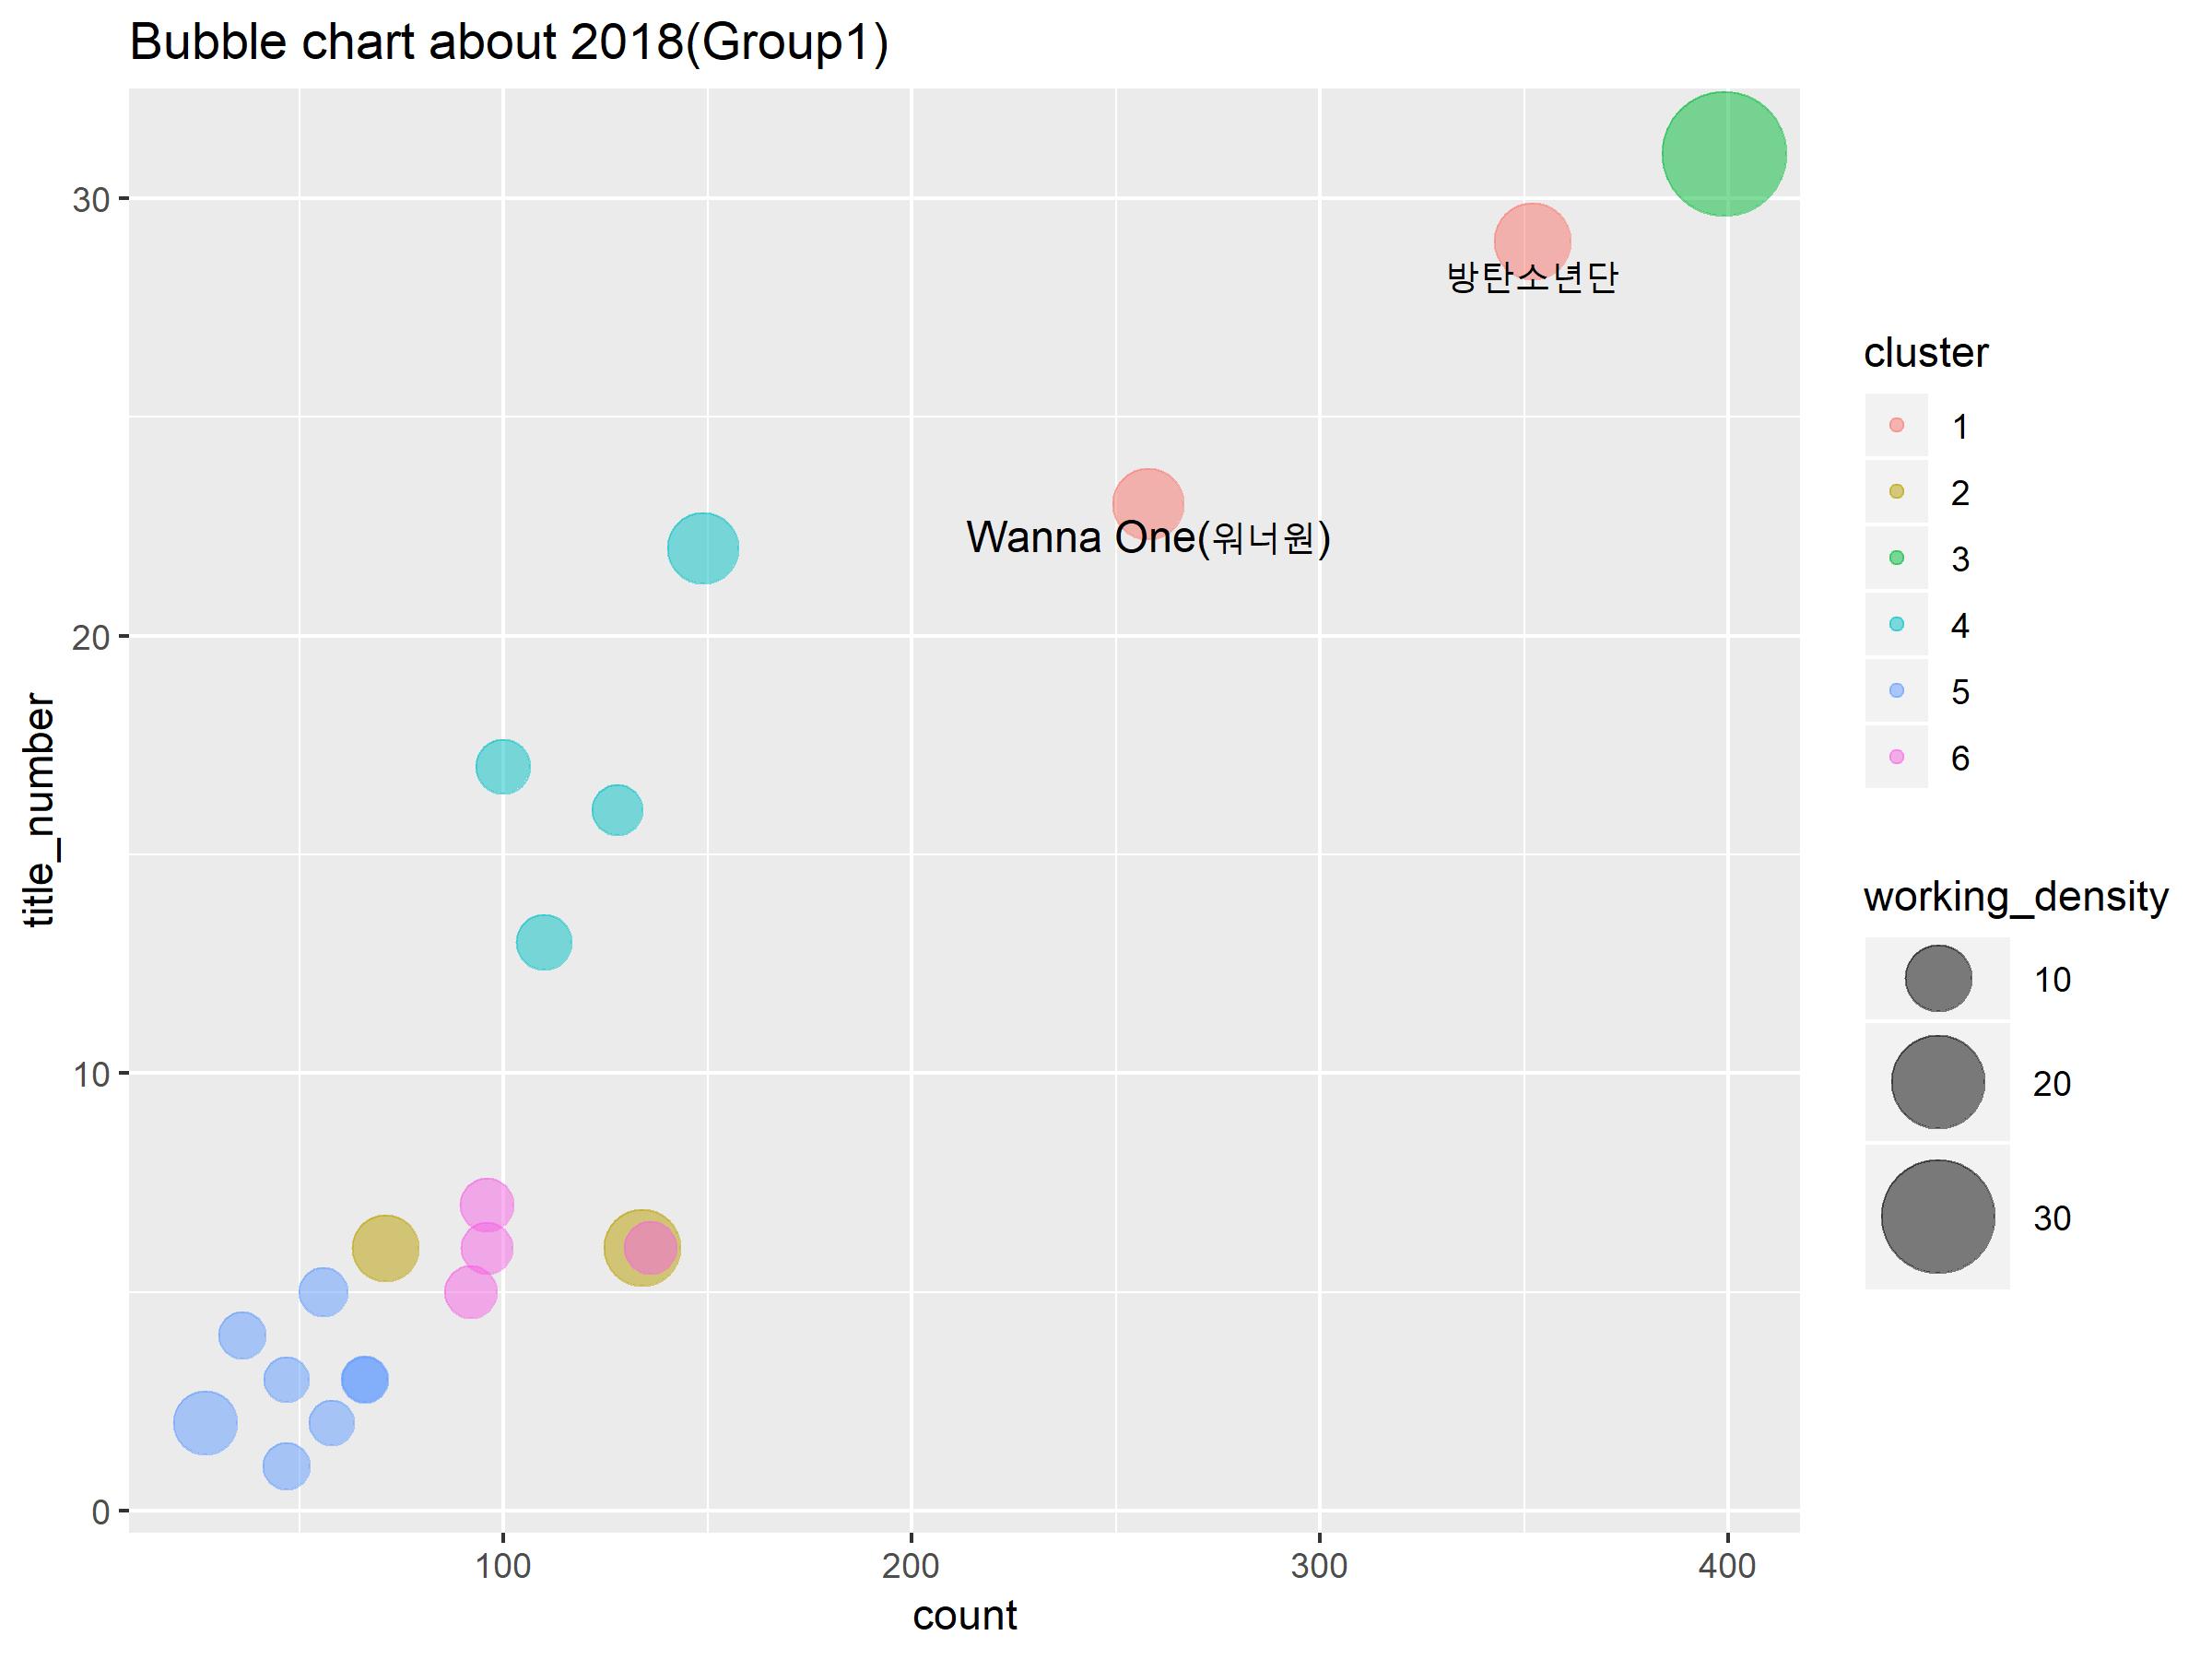 Bubble chart about 2018(Group1)
30
20
10
0
title_number
방탄소년단
Wanna One(워너원)
100 200 300 400
count
cluster
1
2
3
4
5
6
working_density
10
20
30